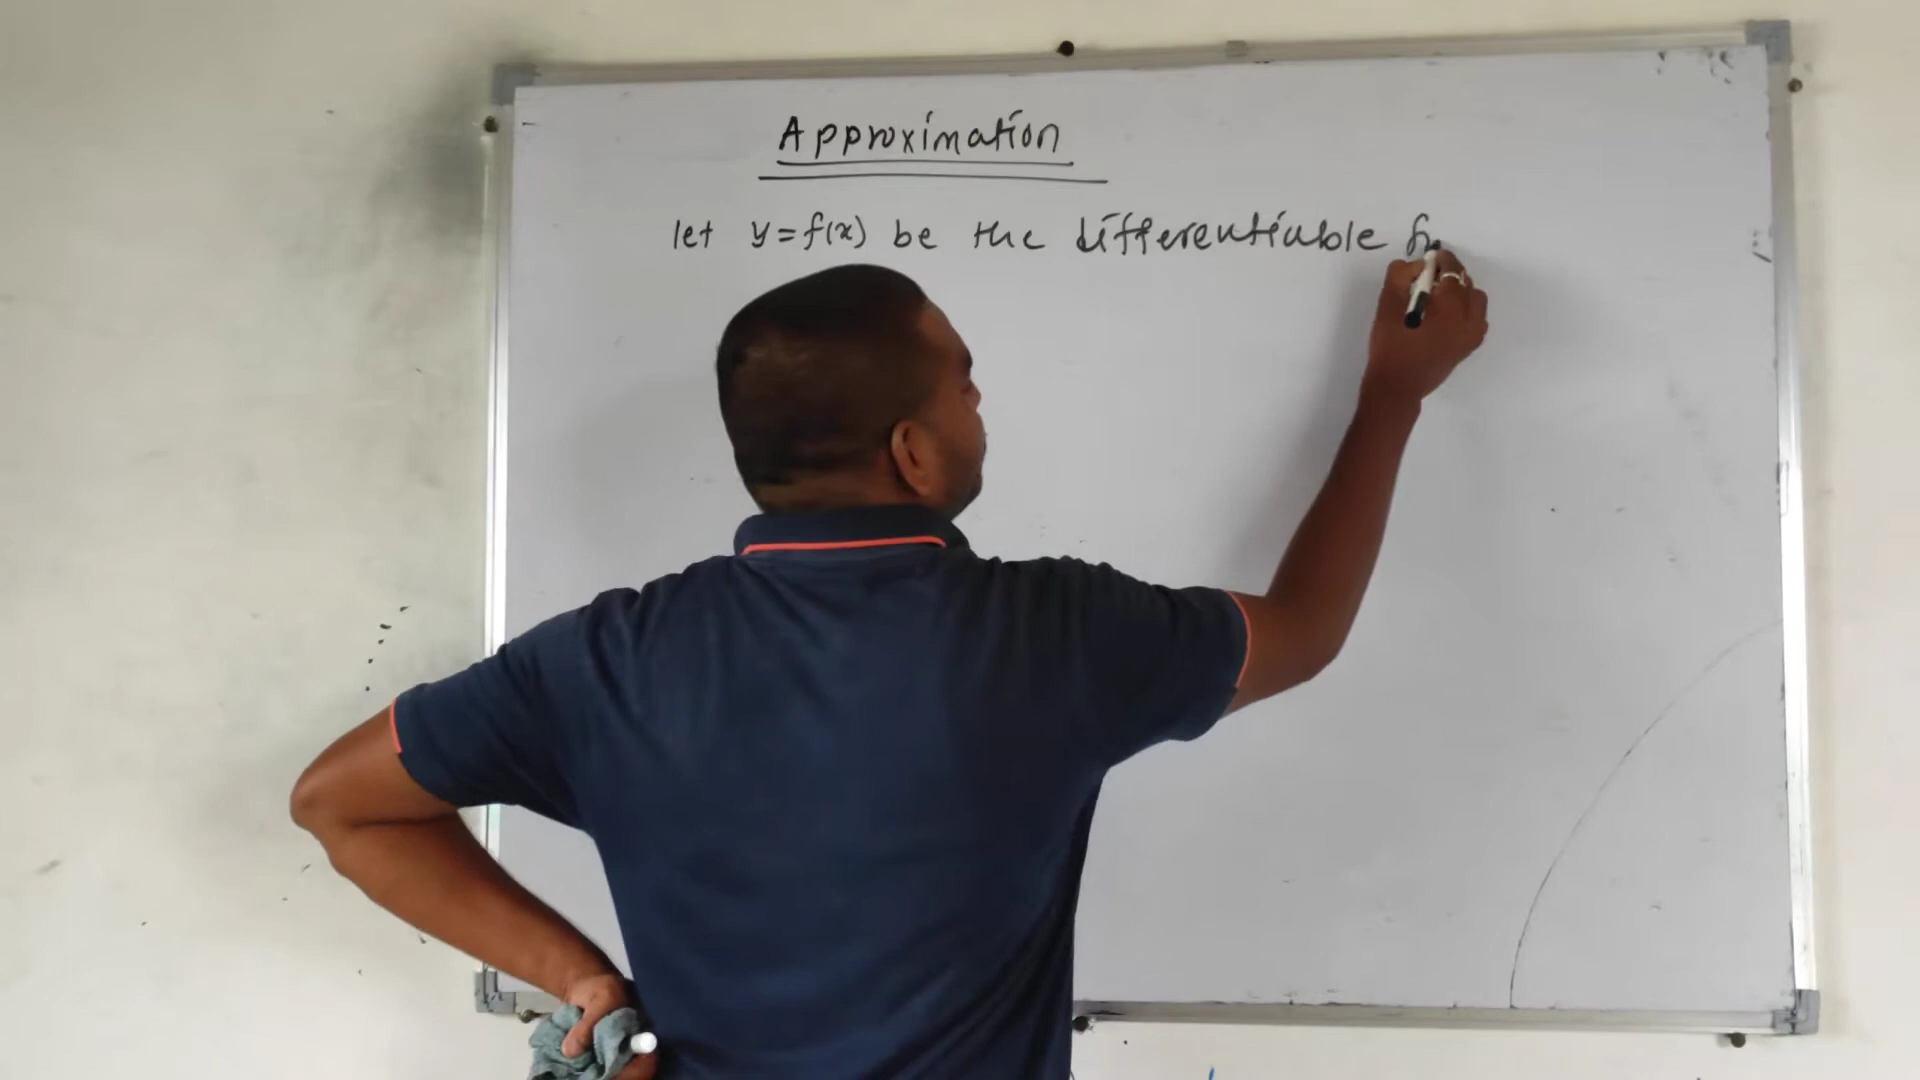 Approximation
let y=f(x) be the differentiable